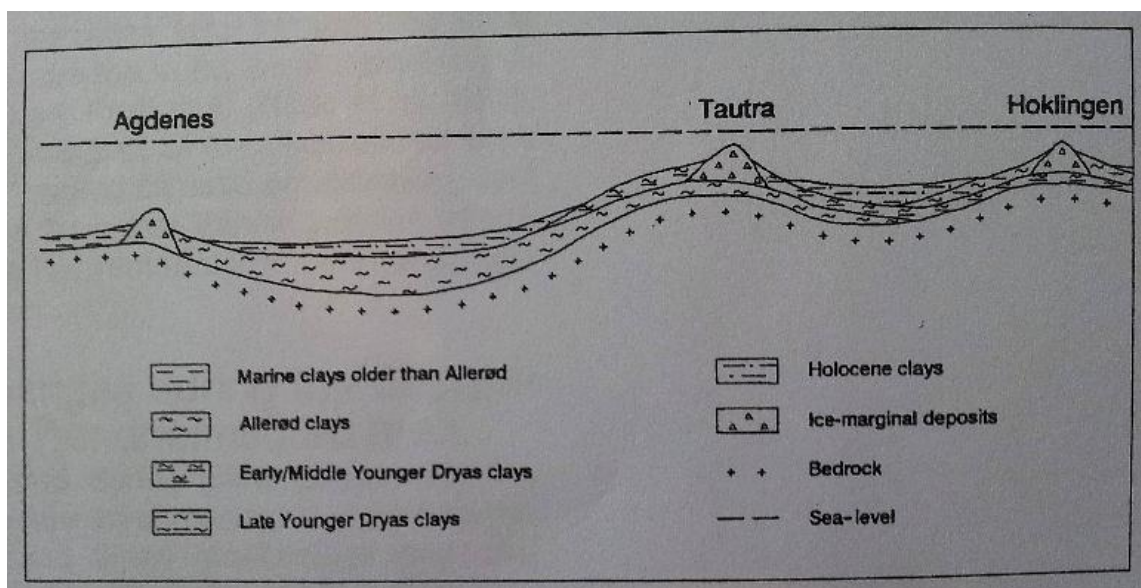 Agdenes
Tautra
Hoklingen
Marine clays older than Allerød
Allerød clays
Early/Middle Younger Dryas clays
Late Younger Dryas clays
Holocene clays
Ice-marginal deposits
Bedrock
Sea-level